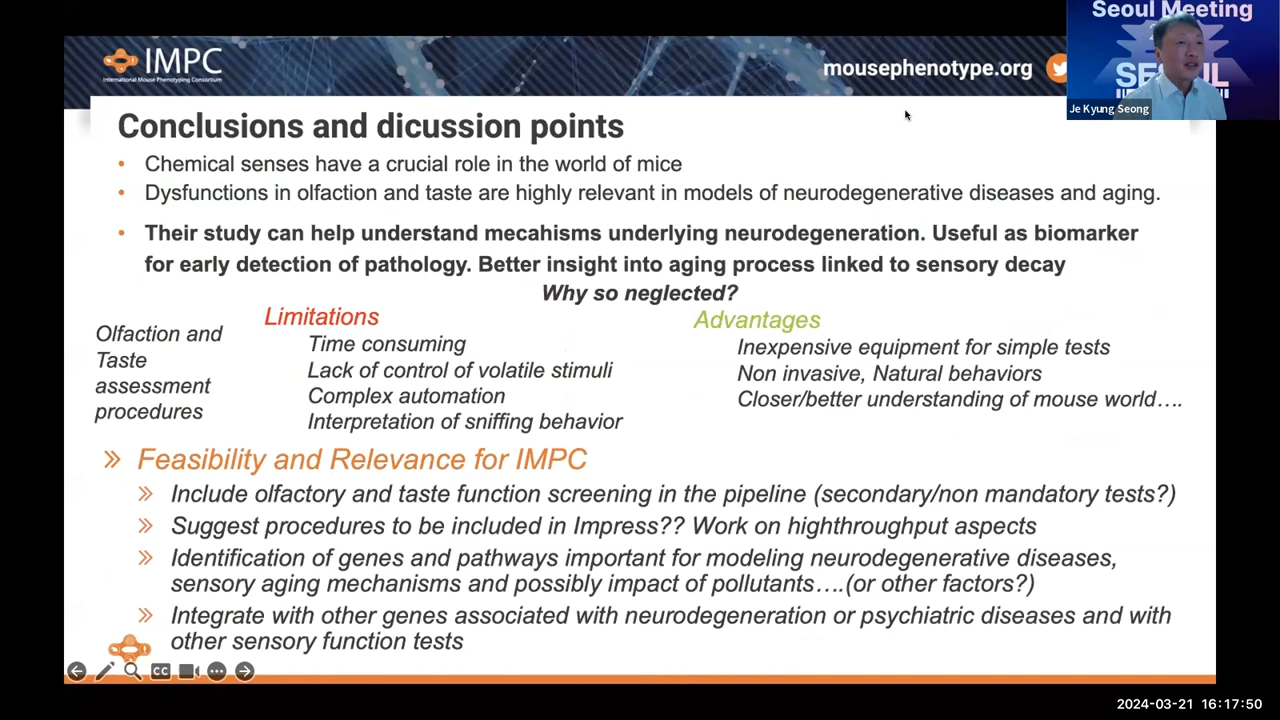 Seoul Meeting
IMPC
International Mouse Phenotyping Consortium
mousephenotype.org
Je Kyung Seong
Conclusions and dicussion points
• Chemical senses have a crucial role in the world of mice
• Dysfunctions in olfaction and taste are highly relevant in models of neurodegenerative diseases and aging.
• Their study can help understand mecahisms underlying neurodegeneration. Useful as biomarker
for early detection of pathology. Better insight into aging process linked to sensory decay
Why so neglected?
Olfaction and
Taste
assessment
procedures
Limitations
Time consuming
Lack of control of volatile stimuli
Complex automation
Interpretation of sniffing behavior
Advantages
Inexpensive equipment for simple tests
Non invasive, Natural behaviors
Closer/better understanding of mouse world….
» Feasibility and Relevance for IMPC
» Include olfactory and taste function screening in the pipeline (secondary/non mandatory tests?)
» Suggest procedures to be included in Impress?? Work on highthroughput aspects
» Identification of genes and pathways important for modeling neurodegenerative diseases,
sensory aging mechanisms and possibly impact of pollutants….(or other factors?)
» Integrate with other genes associated with neurodegeneration or psychiatric diseases and with
other sensory function tests
CC
2024-03-21 16:17:50